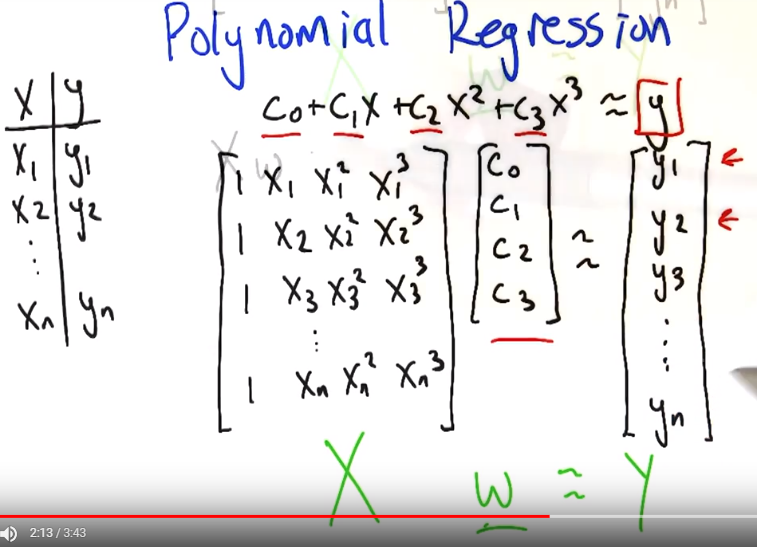 Polynomial Regression
x y
x₁ y₁
x₂ y₂
⋮
xₙ yₙ
c₀+c₁x+c₂x²+c₃x³ ≈ y
1 x₁ x₁² x₁³
1 x₂ x₂² x₂³
1 x₃ x₃² x₃³
⋮
1 xₙ xₙ² xₙ³
c₀
c₁
c₂
c₃
≈
y₁
y₂
y₃
⋮
yₙ
X w ≈ Y
2:13 / 3:43